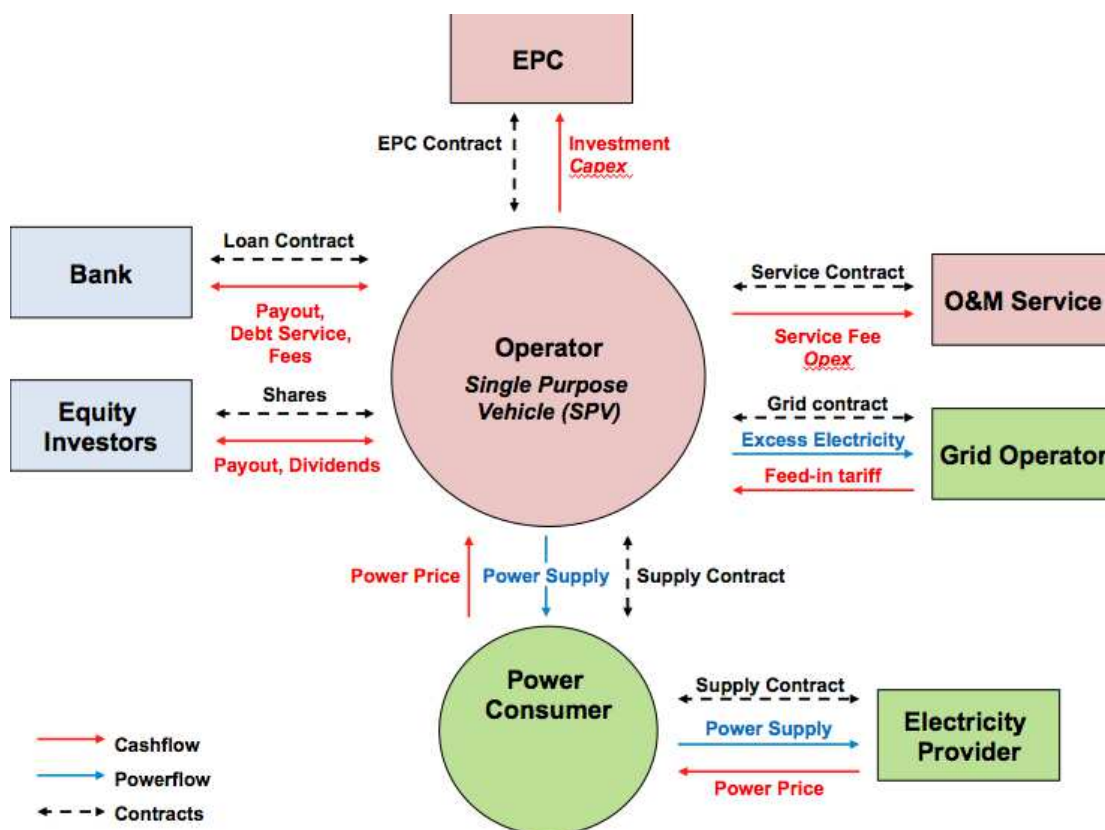 EPC
EPC Contract
Investment
Capex
Bank
Loan Contract
Payout,
Debt Service,
Fees
Equity
Investors
Shares
Payout, Dividends
Operator
Single Purpose
Vehicle (SPV)
Service Contract
Service Fee
Opex
O&M Service
Grid contract
Excess Electricity
Feed-in tariff
Grid Operator
Power Price
Power Supply
Supply Contract
Power
Consumer
Supply Contract
Power Supply
Power Price
Electricity
Provider
Cashflow
Powerflow
Contracts